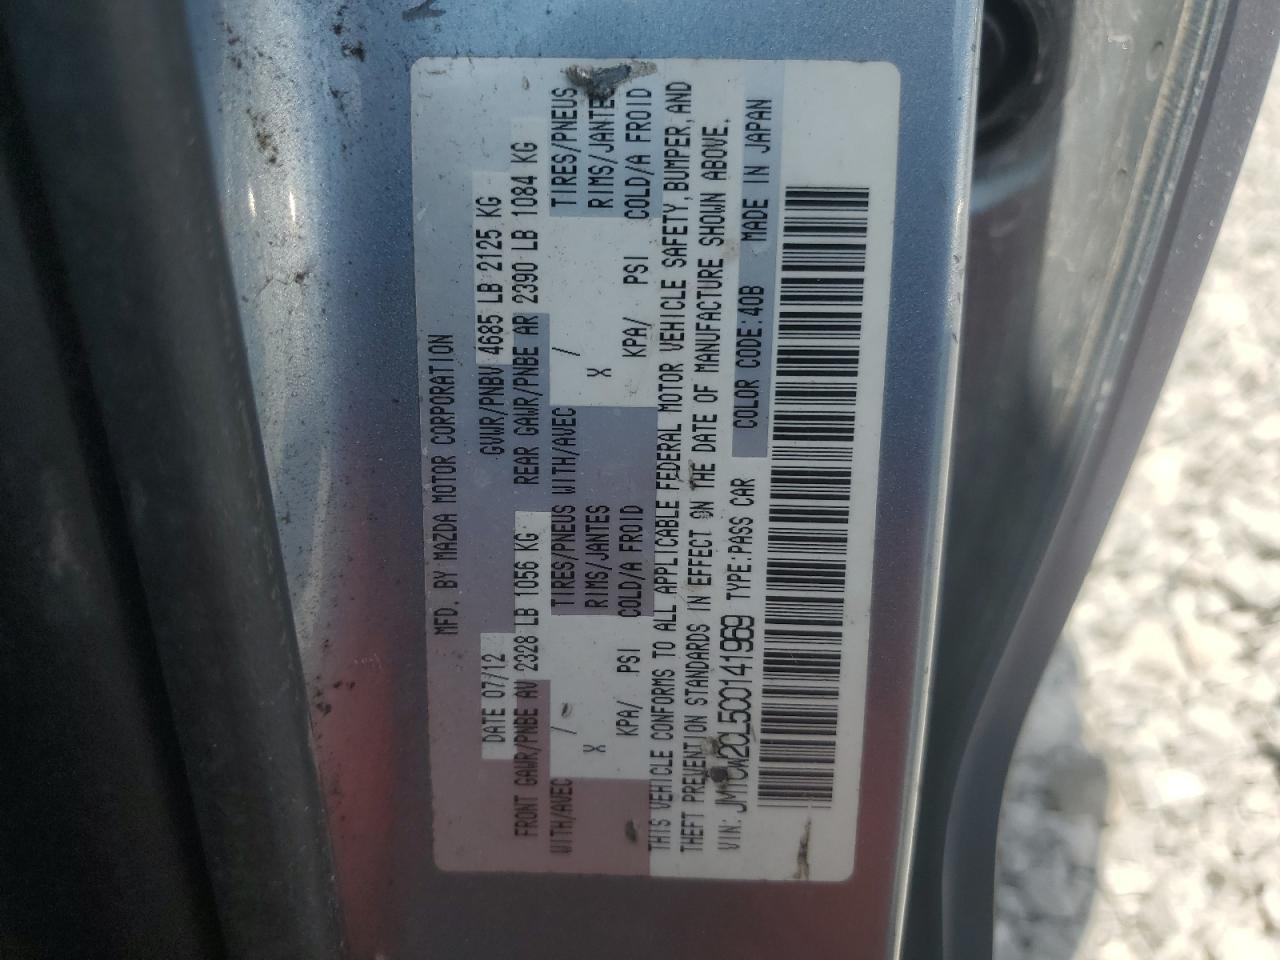 MFD. BY MAZDA MOTOR CORPORATION
DATE 07/12 GVWR/PNBV 4685 LB 2125 KG
FRONT GAWR/PNBE AV 2328 LB 1056 KG REAR GAWR/PNBE AR 2390 LB 1084 KG
WITH/AVEC / TIRES/PNEUS WITH/AVEC / TIRES/PNEUS
X RIMS/JANTES X RIMS/JANTES
KPA/ PSI COLD/A FROID KPA/ PSI COLD/A FROID
THIS VEHICLE CONFORMS TO ALL APPLICABLE FEDERAL MOTOR VEHICLE SAFETY, BUMPER, AND
THEFT PREVENTION STANDARDS IN EFFECT ON THE DATE OF MANUFACTURE SHOWN ABOVE.
VIN: JM1CW2CL5C0141969 TYPE:PASS CAR COLOR CODE:40B MADE IN JAPAN